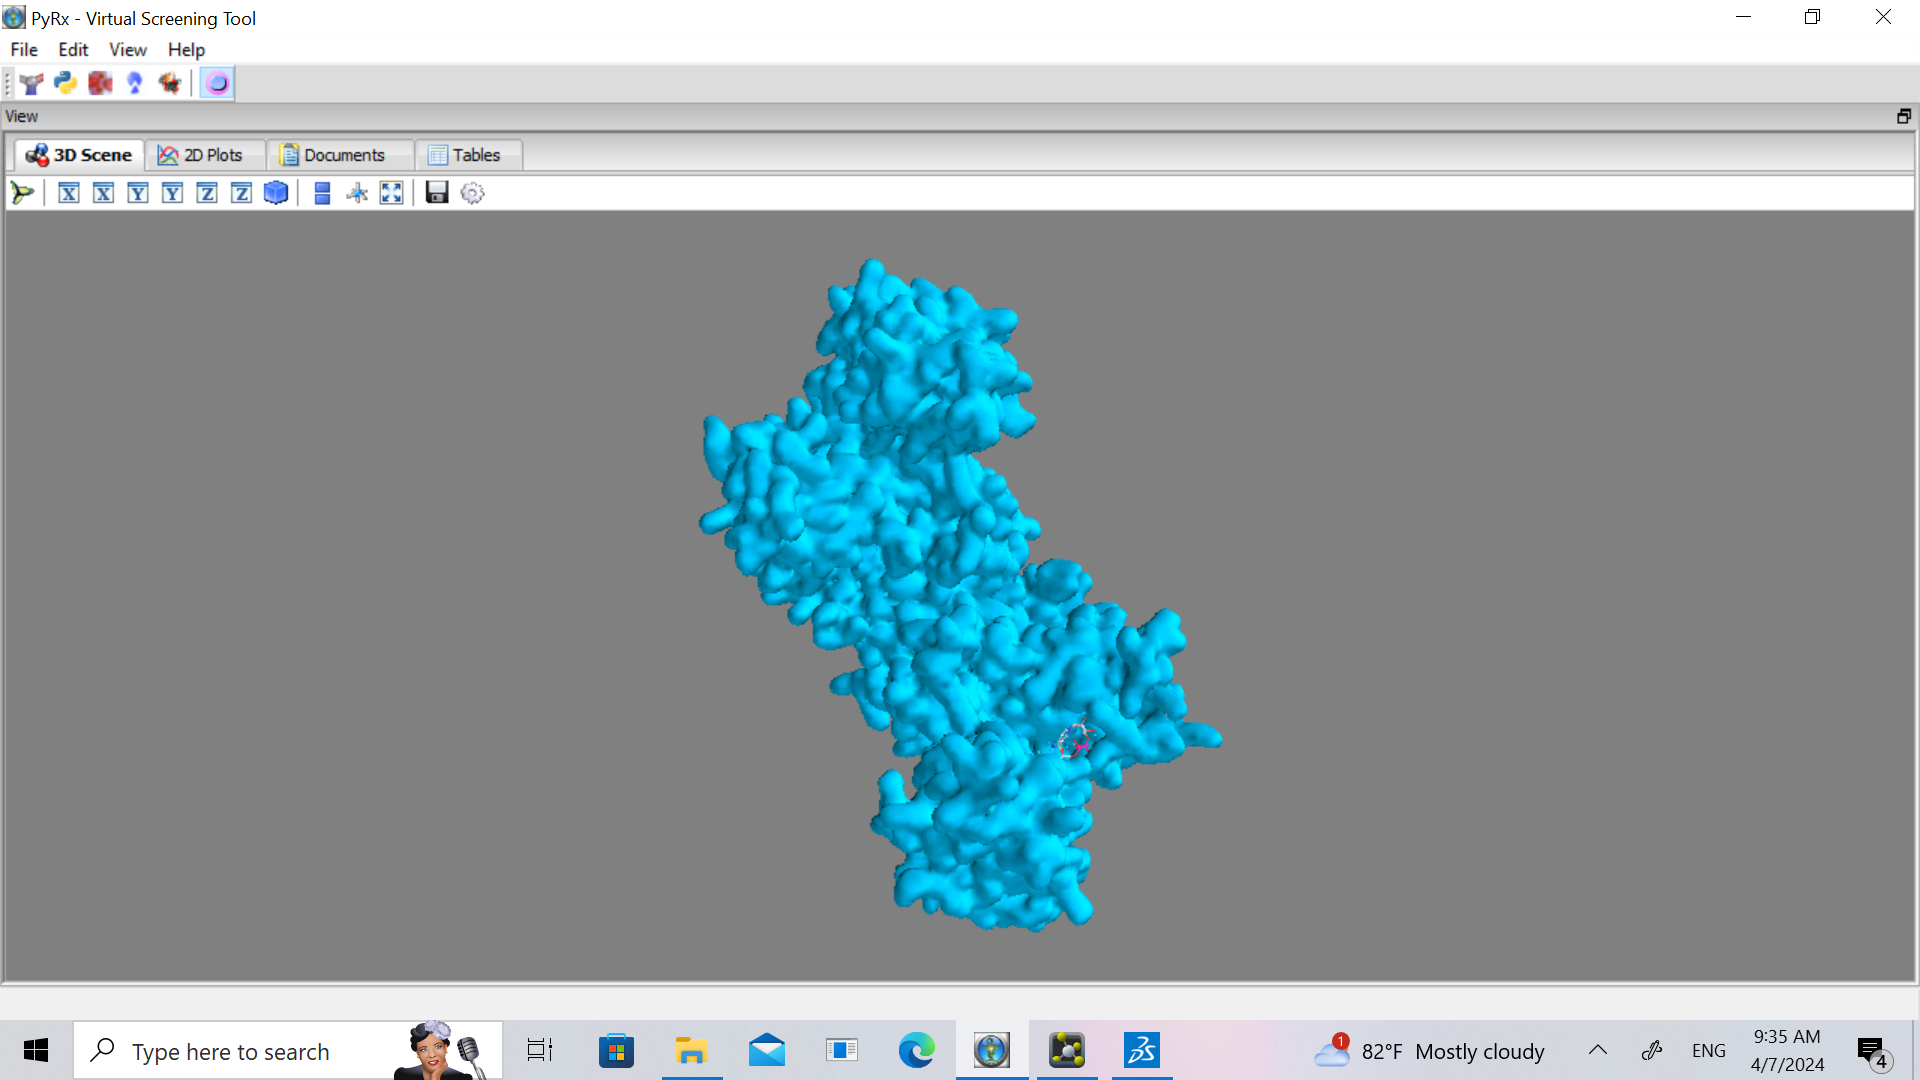 PyRx - Virtual Screening Tool
File Edit View Help
View
3D Scene 2D Plots Documents Tables
X X Y Y Z Z
Type here to search
1
82°F Mostly cloudy
ENG
9:35 AM
4/7/2024
4